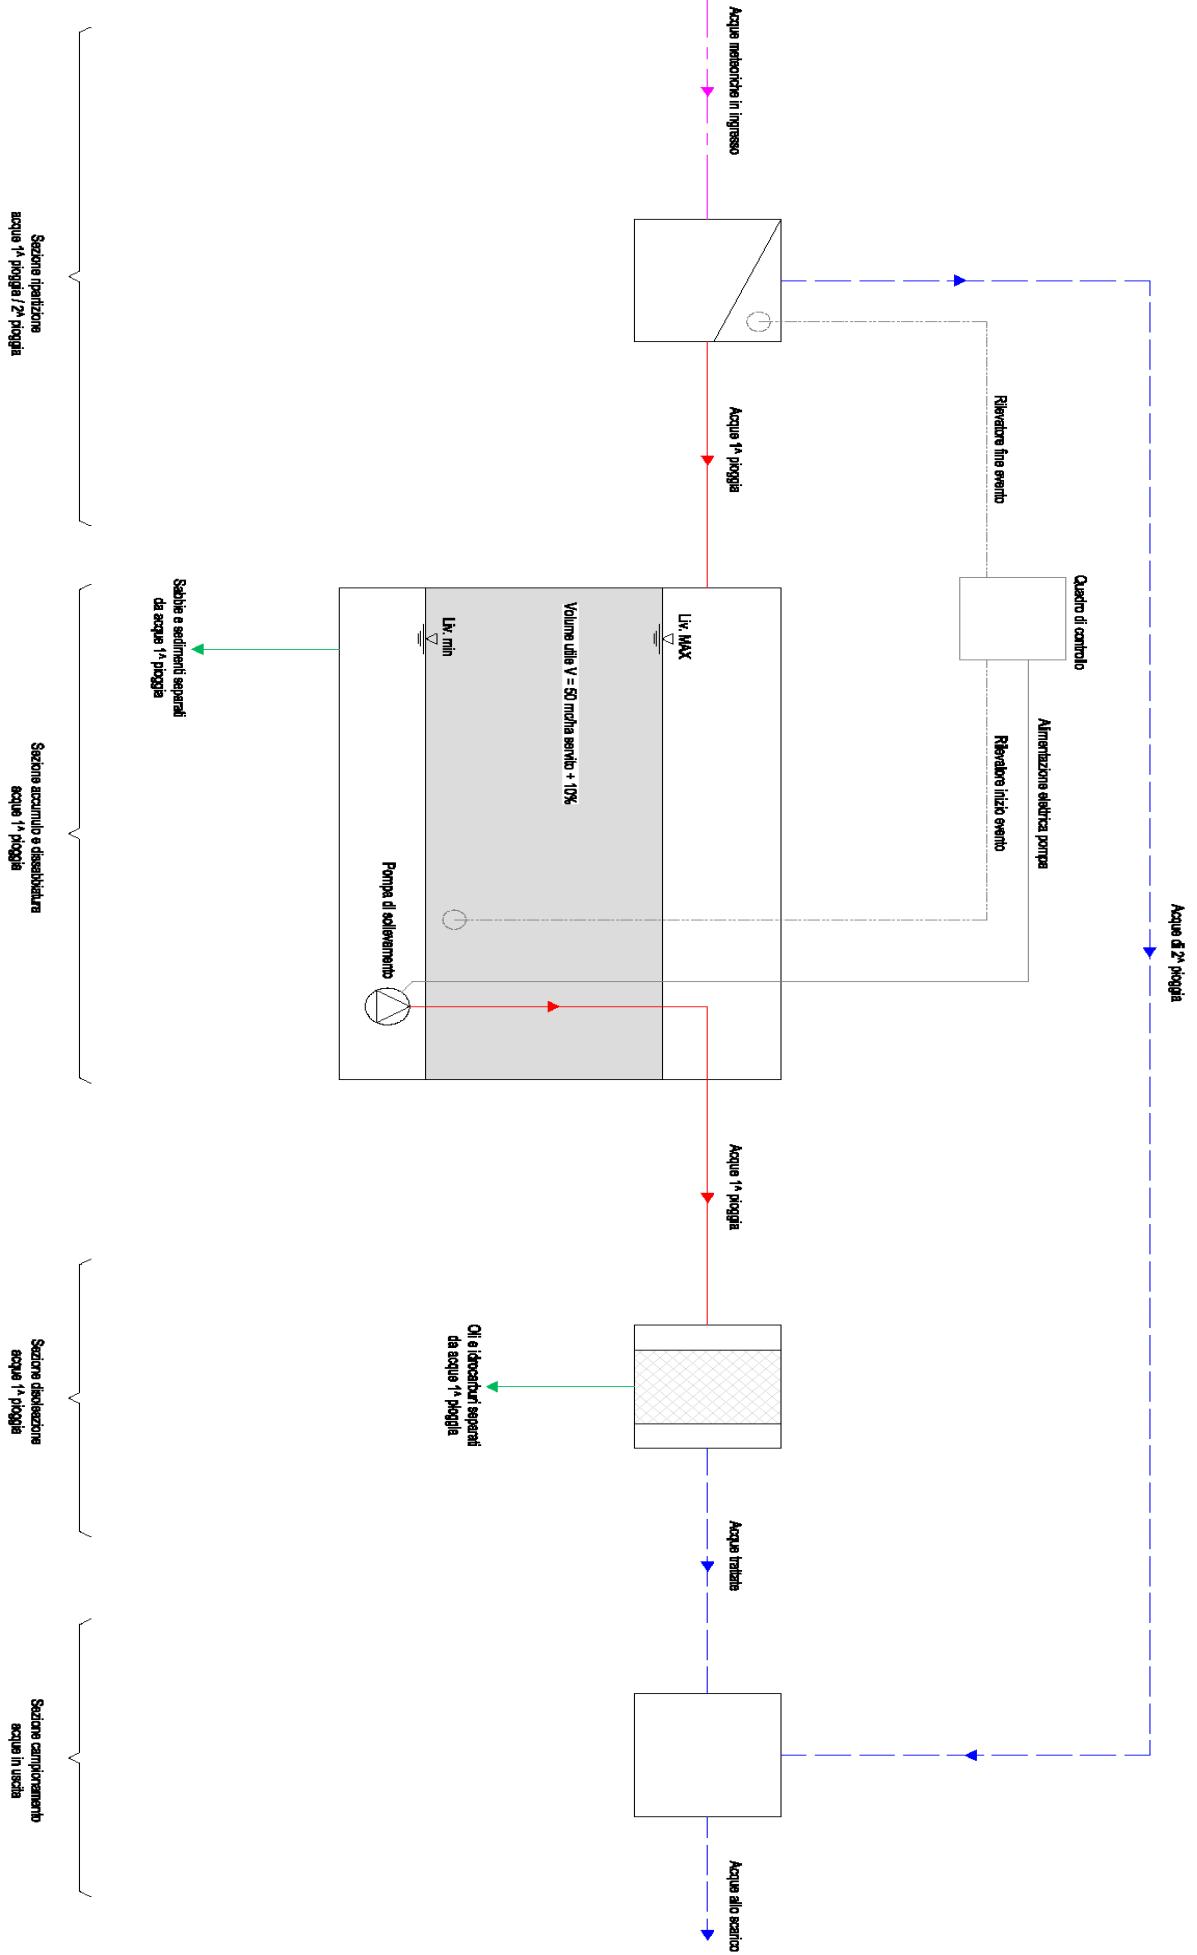 Acque meteoriche in ingresso
Acque 1^ pioggia
Rilevatore fine evento
Quadro di controllo
Rilevatore inizio evento
Alimentazione elettrica pompa
Acque di 2^ pioggia
Liv. MAX
Volume utile V = 50 mc/ha servito + 10%
Liv. min
Pompa di sollevamento
Sabbie e sedimenti separati
da acque 1^ pioggia
Acque 1^ pioggia
Oli e idrocarburi separati
da acque 1^ pioggia
Acque trattate
Acque allo scarico
Sezione ripartizione
acque 1^ pioggia / 2^ pioggia
Sezione accumulo e dissabbiatura
acque 1^ pioggia
Sezione disoleazione
acque 1^ pioggia
Sezione campionamento
acque in uscita